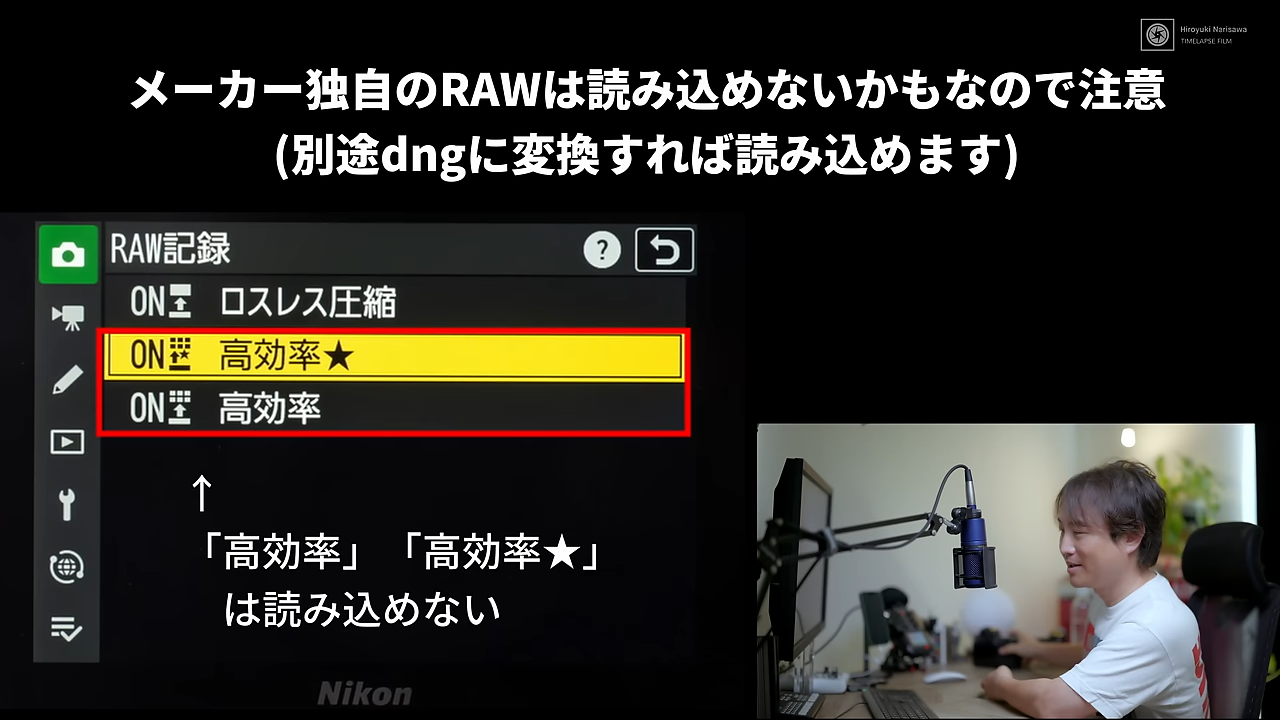 Hiroyuki Narisawa
TIMELAPSE FILM
メーカー独自のRAWは読み込めないかもなので注意
(別途dngに変換すれば読み込めます)
RAW記録
?
ON ロスレス圧縮
ON 高効率★
ON 高効率
↑
「高効率」「高効率★」
は読み込めない
Nikon